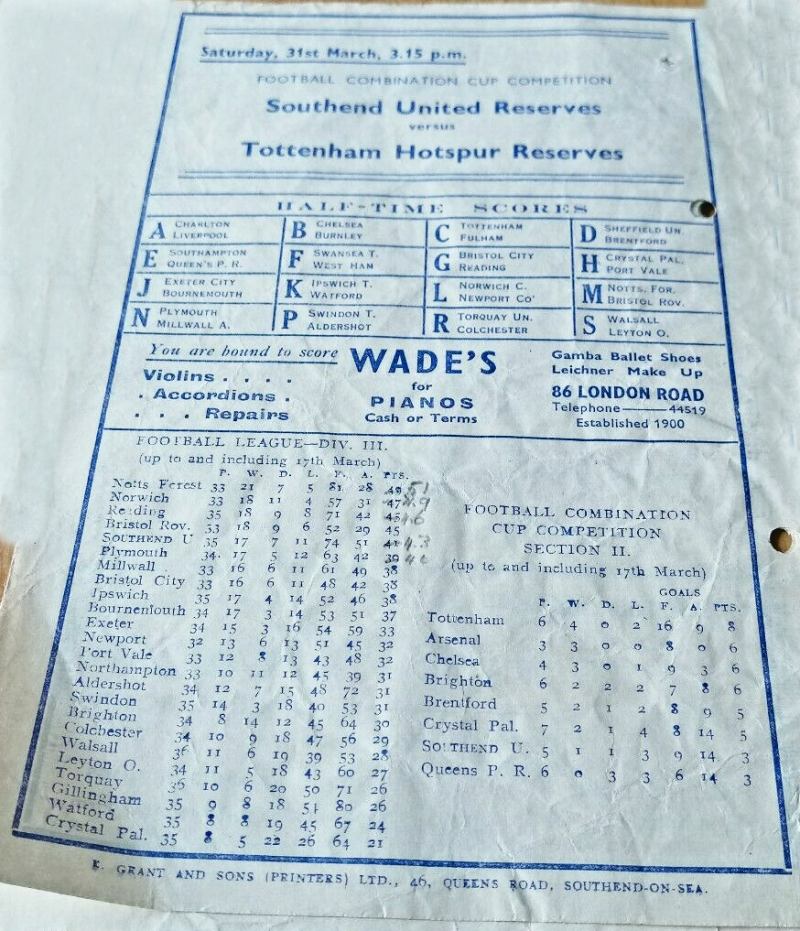 Saturday, 31st March, 3.15 p.m.
FOOTBALL COMBINATION CUP COMPETITION
Southend United Reserves
versus
Tottenham Hotspur Reserves
HALF-TIME SCORES
A CHARLTON LIVERPOOL
B CHELSEA BURNLEY
C TOTTENHAM FULHAM
D SHEFFIELD UN. BRENTFORD
E SOUTHAMPTON QUEEN'S P. R.
F SWANSEA T. WEST HAM
G BRISTOL CITY READING
H CRYSTAL PAL. PORT VALE
J EXETER CITY BOURNEMOUTH
K IPSWICH T. WATFORD
L NORWICH C. NEWPORT CO'
M NOTTS. FOR. BRISTOL ROV.
N PLYMOUTH MILLWALL A.
P SWINDON T. ALDERSHOT
R TORQUAY UN. COLCHESTER
S WALSALL LEYTON O.
You are bound to score
Violins . . . .
. Accordions .
. . . Repairs
WADE'S
for
PIANOS
Cash or Terms
Gamba Ballet Shoes
Leichner Make Up
86 LONDON ROAD
Telephone——44519
Established 1900
FOOTBALL LEAGUE—DIV. III.
(up to and including 17th March)
P. W. D. L. F. A. PTS.
Notts Forest 33 21 7 5 81 28 49 51
Norwich 33 18 11 4 57 31 47 49
Reading 35 18 9 8 71 42 45 46
Bristol Rov. 33 18 9 6 52 29 45
SOUTHEND U 35 17 7 11 74 51 41 43
Plymouth 34 17 5 12 63 42 39
Millwall 33 16 6 11 61 49 38
Bristol City 33 16 6 11 48 42 38
Ipswich 35 17 4 14 52 46 38
Bournemouth 34 17 3 14 53 51 37
Exeter 34 15 3 16 54 59 33
Newport 32 13 6 13 51 45 32
Port Vale 33 12 8 13 43 48 32
Northampton 33 10 11 12 45 39 31
Aldershot 34 12 7 15 48 72 31
Swindon 35 14 3 18 40 53 31
Brighton 34 8 14 12 45 64 30
Colchester 34 10 9 18 47 56 29
Walsall 36 11 6 19 39 53 28
Leyton O. 34 11 5 18 43 60 27
Torquay 36 10 6 20 50 71 26
Gillingham 35 9 8 18 51 80 26
Watford 35 8 8 19 45 67 24
Crystal Pal. 35 8 5 22 26 64 21
FOOTBALL COMBINATION
CUP COMPETITION
SECTION II.
(up to and including 17th March)
GOALS
P. W. D. L. F. A. PTS.
Tottenham 6 4 0 2 16 9 8
Arsenal 3 3 0 0 8 0 6
Chelsea 4 3 0 1 9 3 6
Brighton 6 2 2 2 7 8 6
Brentford 5 2 1 2 8 9 5
Crystal Pal. 7 2 1 4 8 14 5
SOUTHEND U. 5 1 1 3 9 14 3
Queens P. R. 6 0 3 3 6 14 3
E. GRANT AND SONS (PRINTERS) LTD., 46, QUEENS ROAD, SOUTHEND-ON-SEA.